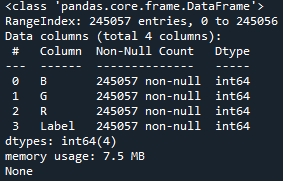 <class 'pandas.core.frame.DataFrame'>
RangeIndex: 245057 entries, 0 to 245056
Data columns (total 4 columns):
 #   Column  Non-Null Count   Dtype
---  ------  --------------   -----
 0   B       245057 non-null  int64
 1   G       245057 non-null  int64
 2   R       245057 non-null  int64
 3   Label   245057 non-null  int64
dtypes: int64(4)
memory usage: 7.5 MB
None